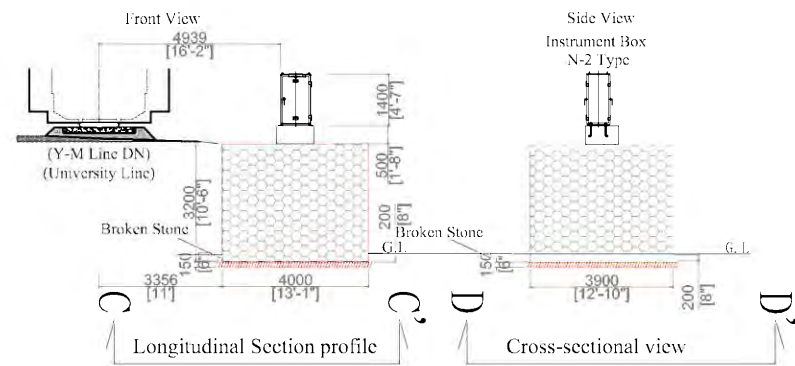 Front View
4939
[16'-2"]
1400
[4'-7"]
500
[1'-8"]
(Y-M Line DN)
(University Line)
3200
[10'-6"]
200
[8"]
Broken Stone
G.L
150
[6"]
3356
[11']
4000
[13'-1"]
C
C'
Longitudinal Section profile
Side View
Instrument Box
N-2 Type
Broken Stone
G.L
150
[6"]
3900
[12'-10"]
200
[8"]
D
D'
Cross-sectional view